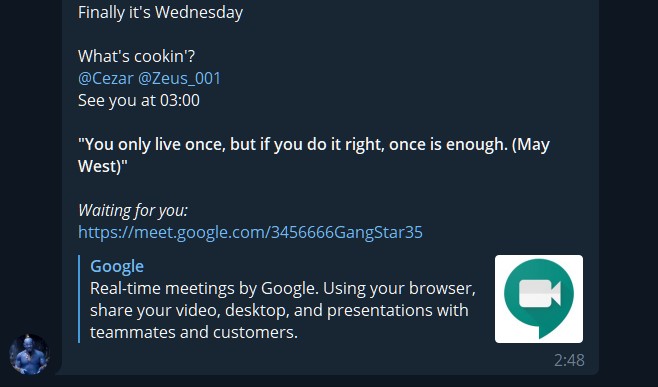 Finally it's Wednesday
What's cookin'?
@Cezar @Zeus_001
See you at 03:00
"You only live once, but if you do it right, once is enough. (May
West)"
Waiting for you:
https://meet.google.com/3456666GangStar35
Google
Real-time meetings by Google. Using your browser,
share your video, desktop, and presentations with
teammates and customers.
2:48